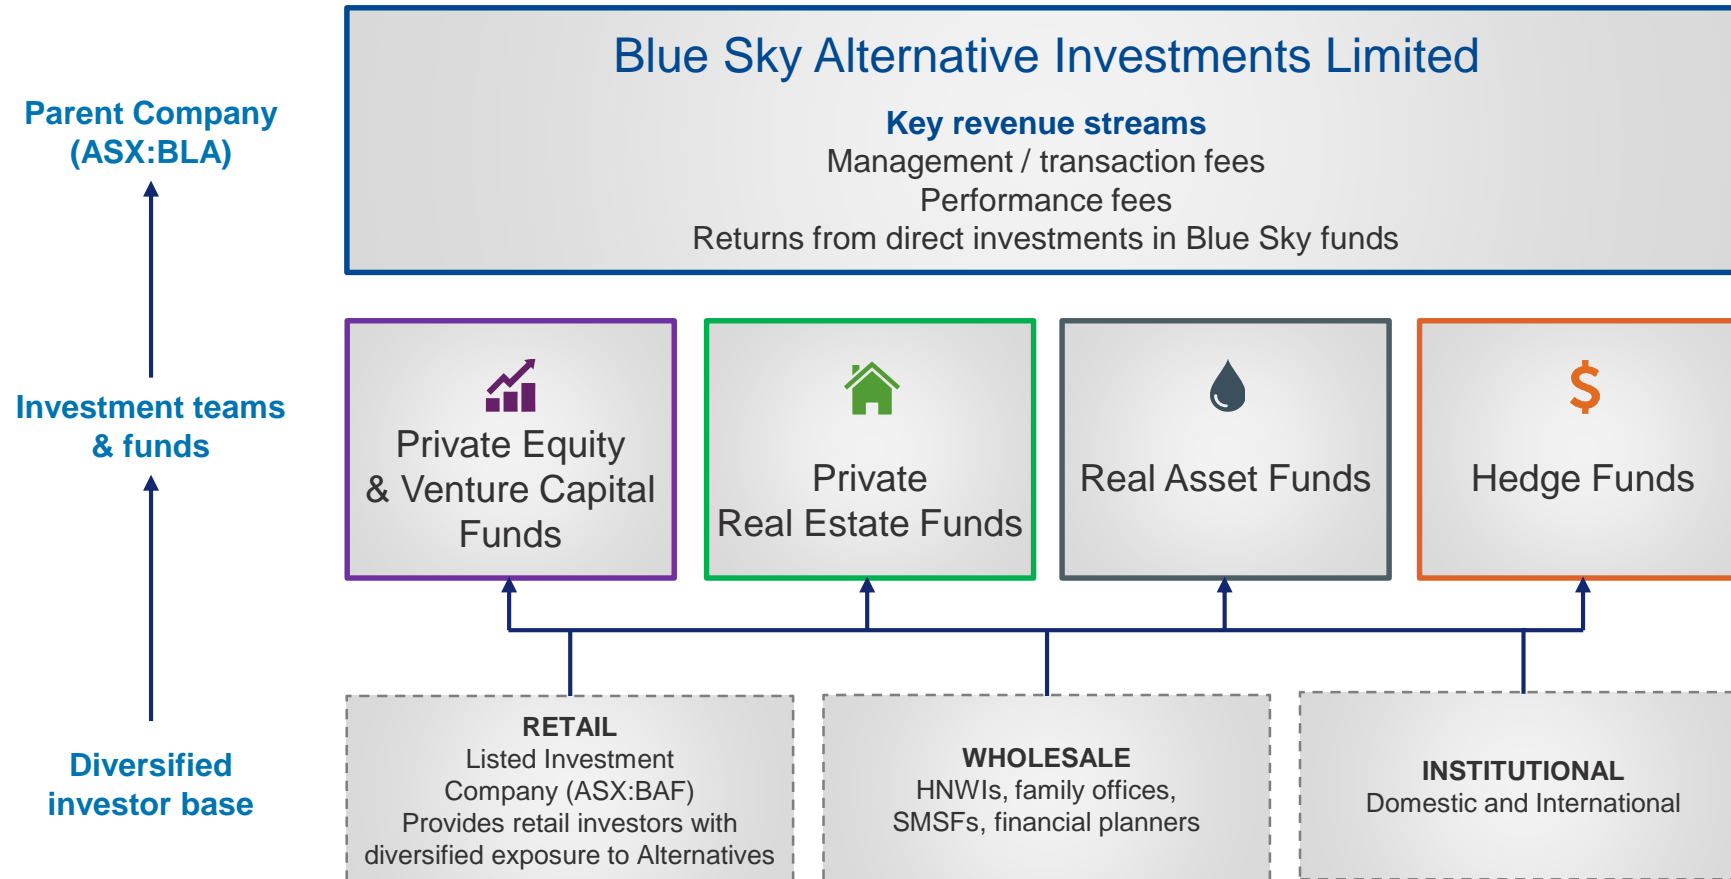 Blue Sky Alternative Investments Limited
Key revenue streams
Management / transaction fees
Performance fees
Returns from direct investments in Blue Sky funds
Parent Company
(ASX:BLA)
Investment teams
& funds
Private Equity
& Venture Capital
Funds
Private
Real Estate Funds
Real Asset Funds
$
Hedge Funds
Diversified
investor base
RETAIL
Listed Investment
Company (ASX:BAF)
Provides retail investors with
diversified exposure to Alternatives
WHOLESALE
HNWIs, family offices,
SMSFs, financial planners
INSTITUTIONAL
Domestic and International